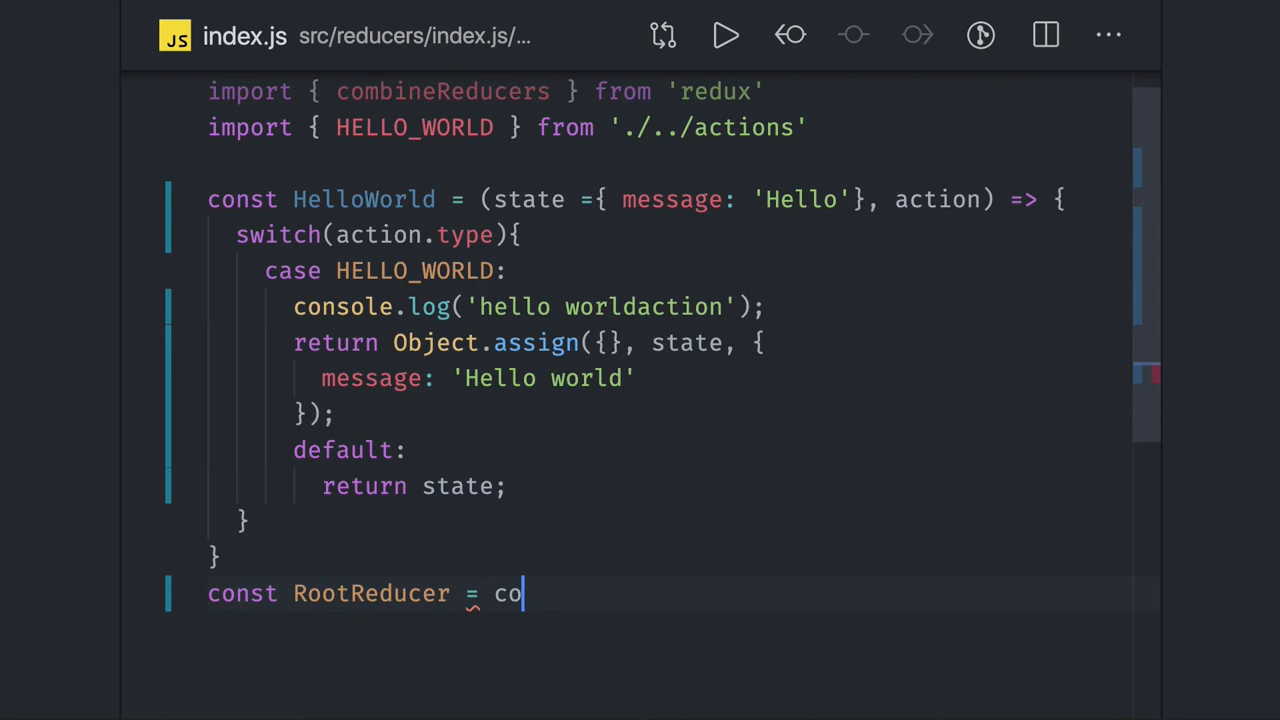 JS index.js src/reducers/index.js/...
import { combineReducers } from 'redux'
import { HELLO_WORLD } from './../actions'
const HelloWorld = (state ={ message: 'Hello'}, action) => {
switch(action.type){
case HELLO_WORLD:
console.log('hello worldaction');
return Object.assign({}, state, {
message: 'Hello world'
});
default:
return state;
}
}
const RootReducer = co